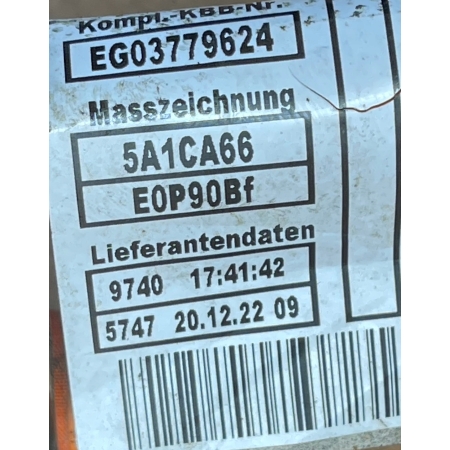 Kompl.-KBB-Nr.
EG03779624
Masszeichnung
5A1CA66
E0P90Bf
Lieferantendaten
9740 17:41:42
5747 20.12.22 09